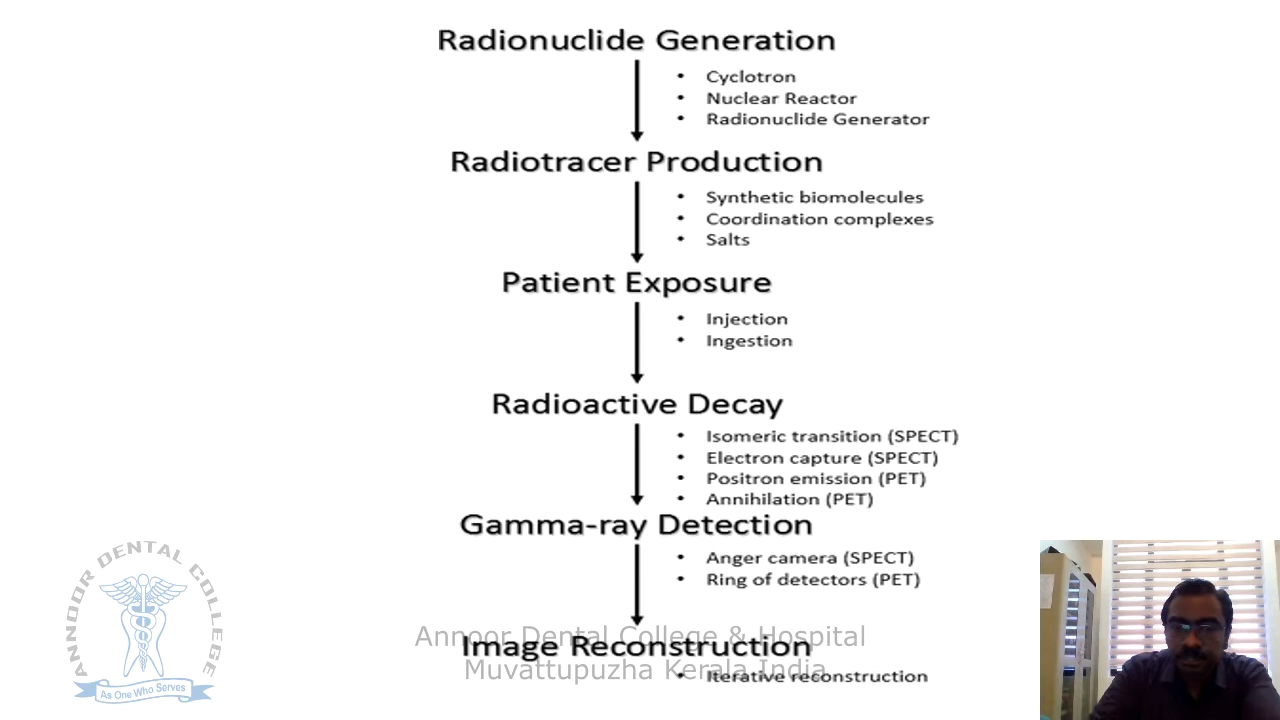 Radionuclide Generation
• Cyclotron
• Nuclear Reactor
• Radionuclide Generator
Radiotracer Production
• Synthetic biomolecules
• Coordination complexes
• Salts
Patient Exposure
• Injection
• Ingestion
Radioactive Decay
• Isomeric transition (SPECT)
• Electron capture (SPECT)
• Positron emission (PET)
• Annihilation (PET)
Gamma-ray Detection
• Anger camera (SPECT)
• Ring of detectors (PET)
Image Reconstruction
• Iterative reconstruction
Annoor Dental College & Hospital
Muvattupuzha Kerala India
ANNOOR DENTAL COLLEGE
As One Who Serves